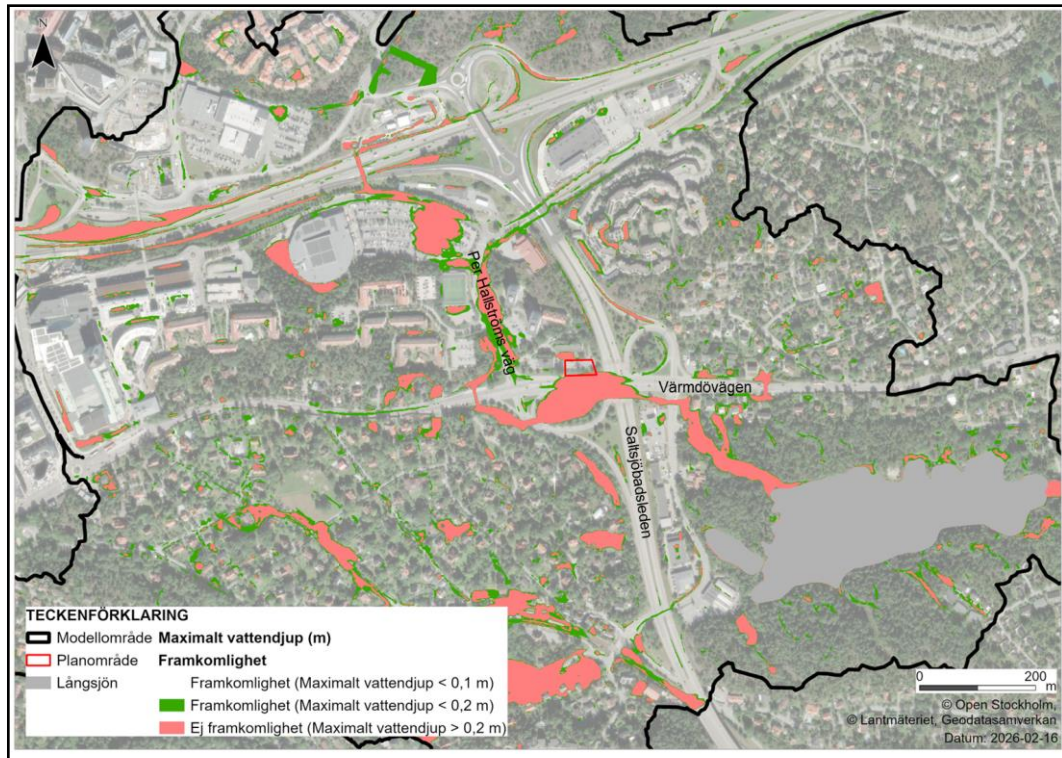 N
Per Hallströms väg
Värmdövägen
Saltsjöbadsleden
TECKENFÖRKLARING
Modellområde Maximalt vattendjup (m)
Planområde Framkomlighet
Långsjön Framkomlighet (Maximalt vattendjup < 0,1 m)
Framkomlighet (Maximalt vattendjup < 0,2 m)
Ej framkomlighet (Maximalt vattendjup > 0,2 m)
0 200
m
© Open Stockholm,
© Lantmäteriet, Geodatasamverkan
Datum: 2026-02-16